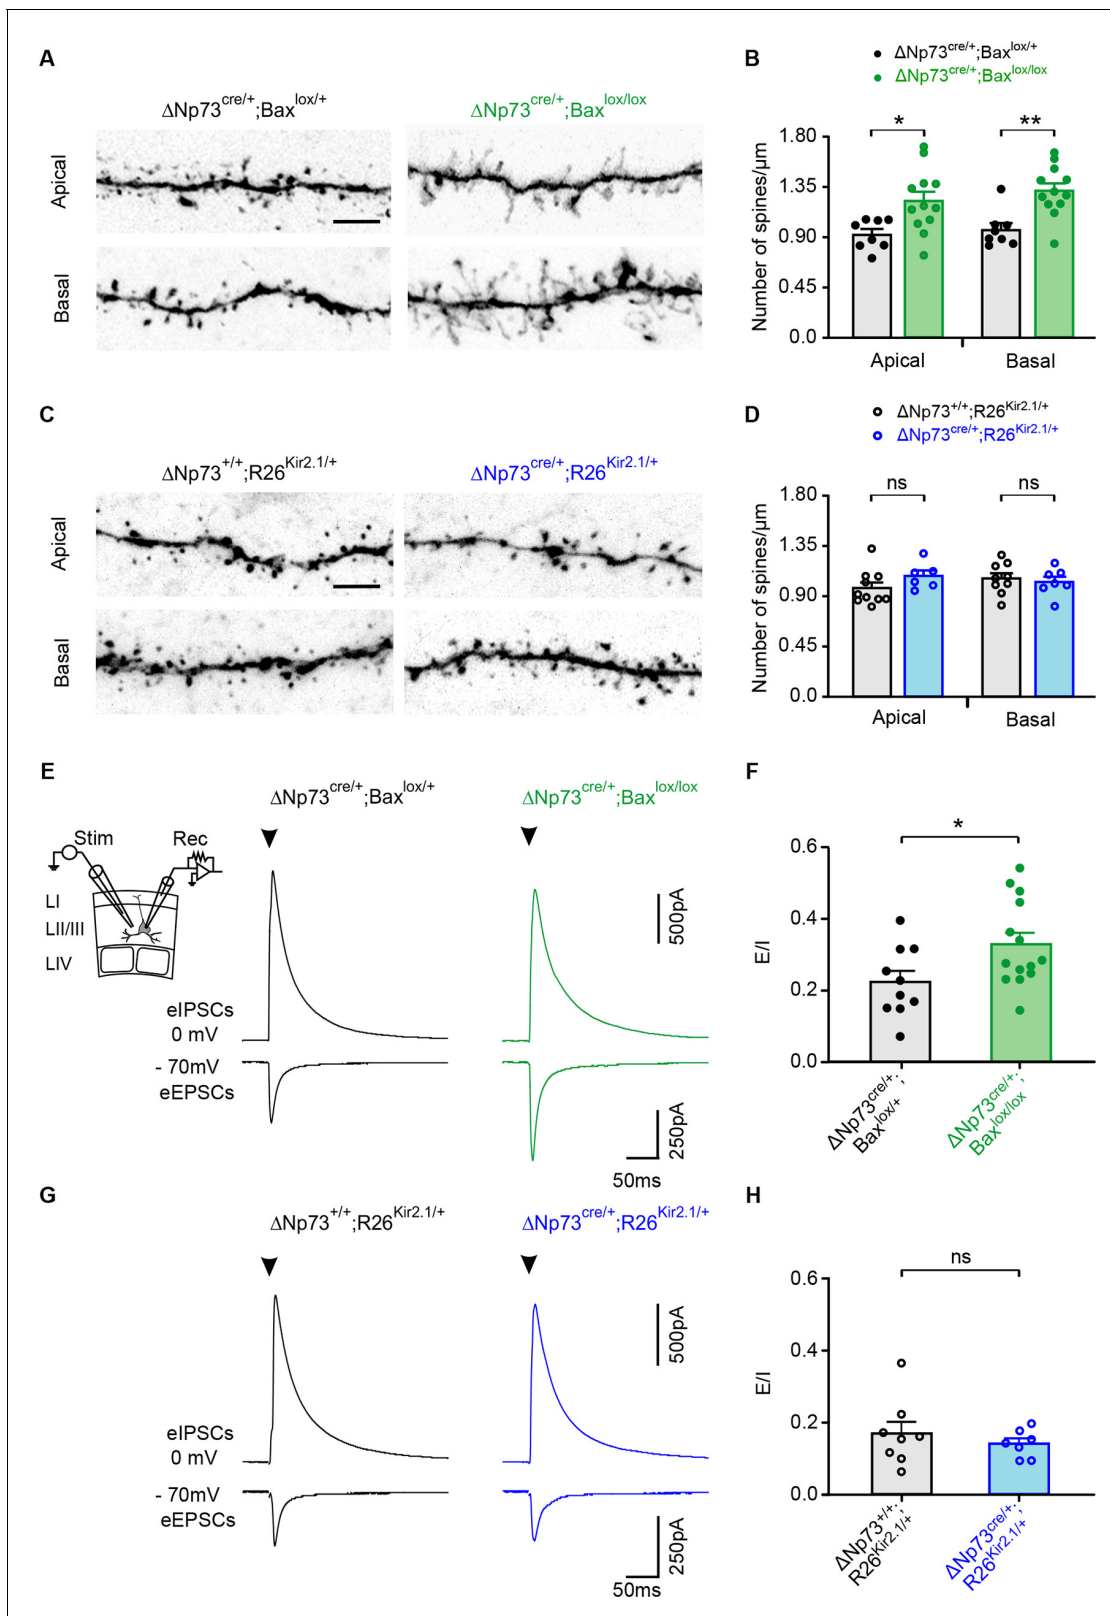 A
ΔNp73cre/+;Baxlox/+
ΔNp73cre/+;Baxlox/lox
Apical
Basal
B
ΔNp73cre/+;Baxlox/+
ΔNp73cre/+;Baxlox/lox
* **
Number of spines/µm
1.80
1.35
0.90
0.45
0.0
Apical Basal
C
ΔNp73+/+;R26Kir2.1/+
ΔNp73cre/+;R26Kir2.1/+
Apical
Basal
D
ΔNp73+/+;R26Kir2.1/+
ΔNp73cre/+;R26Kir2.1/+
ns ns
Number of spines/µm
1.80
1.35
0.90
0.45
0.0
Apical Basal
E
ΔNp73cre/+;Baxlox/+
ΔNp73cre/+;Baxlox/lox
Stim Rec
LI
LII/III
LIV
500pA
eIPSCs
0 mV
- 70mV
eEPSCs
250pA
50ms
F
*
E/I
0.6
0.4
0.2
0.0
ΔNp73cre/+;
Baxlox/+
ΔNp73cre/+;
Baxlox/lox
G
ΔNp73+/+;R26Kir2.1/+
ΔNp73cre/+;R26Kir2.1/+
500pA
eIPSCs
0 mV
- 70mV
eEPSCs
250pA
50ms
H
ns
E/I
0.6
0.4
0.2
0.0
ΔNp73+/+;
R26Kir2.1/+
ΔNp73cre/+;
R26Kir2.1/+